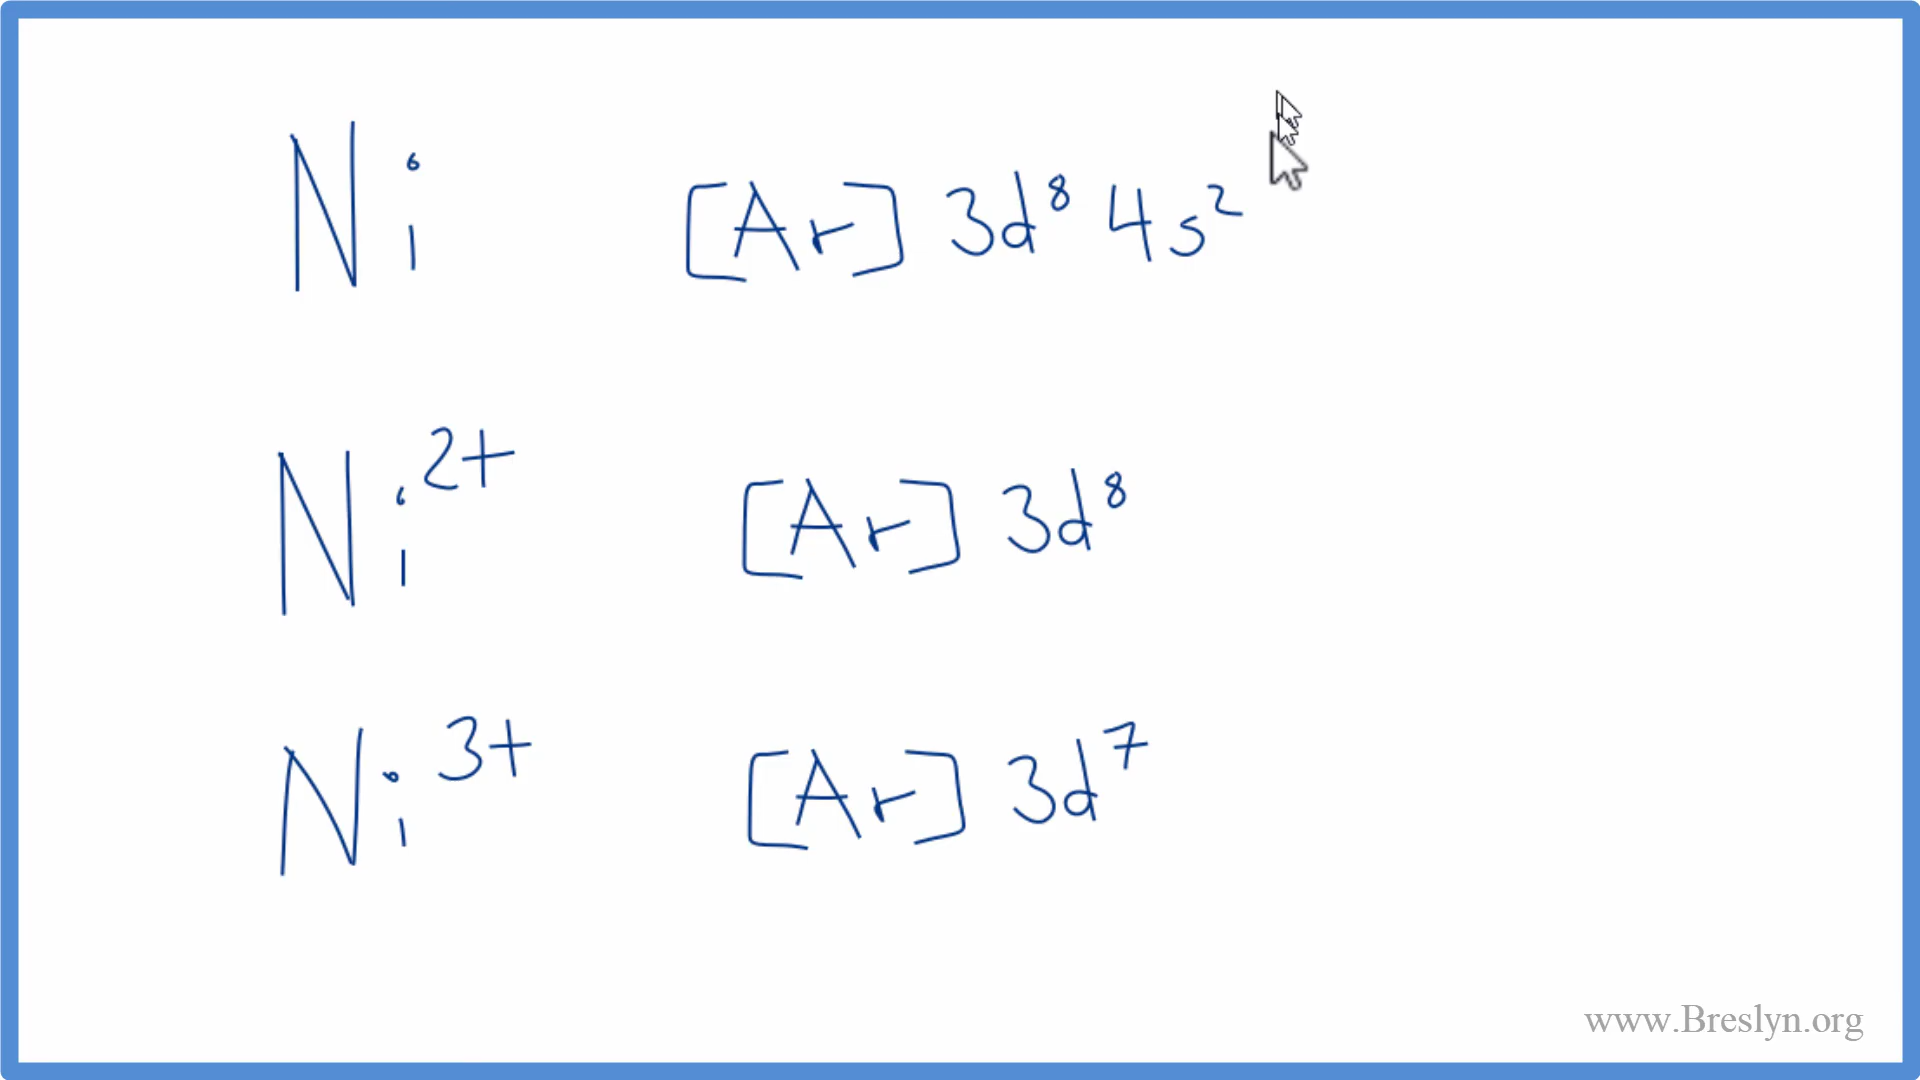 Ni [Ar] 3d⁸ 4s²
Ni²⁺ [Ar] 3d⁸
Ni³⁺ [Ar] 3d⁷
www.Breslyn.org